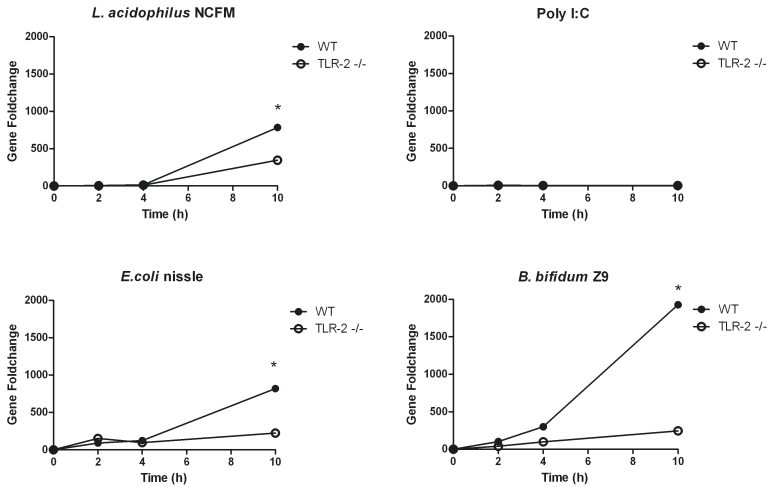 L. acidophilus NCFM
2000
1500
1000
500
0
Gene Foldchange
0 2 4 6 8 10
Time (h)
*
WT
TLR-2 -/-
Poly I:C
2000
1500
1000
500
0
Gene Foldchange
0 2 4 6 8 10
Time (h)
WT
TLR-2 -/-
E.coli nissle
2000
1500
1000
500
0
Gene Foldchange
0 2 4 6 8 10
Time (h)
*
WT
TLR-2 -/-
B. bifidum Z9
2000
1500
1000
500
0
Gene Foldchange
0 2 4 6 8 10
Time (h)
*
WT
TLR-2 -/-